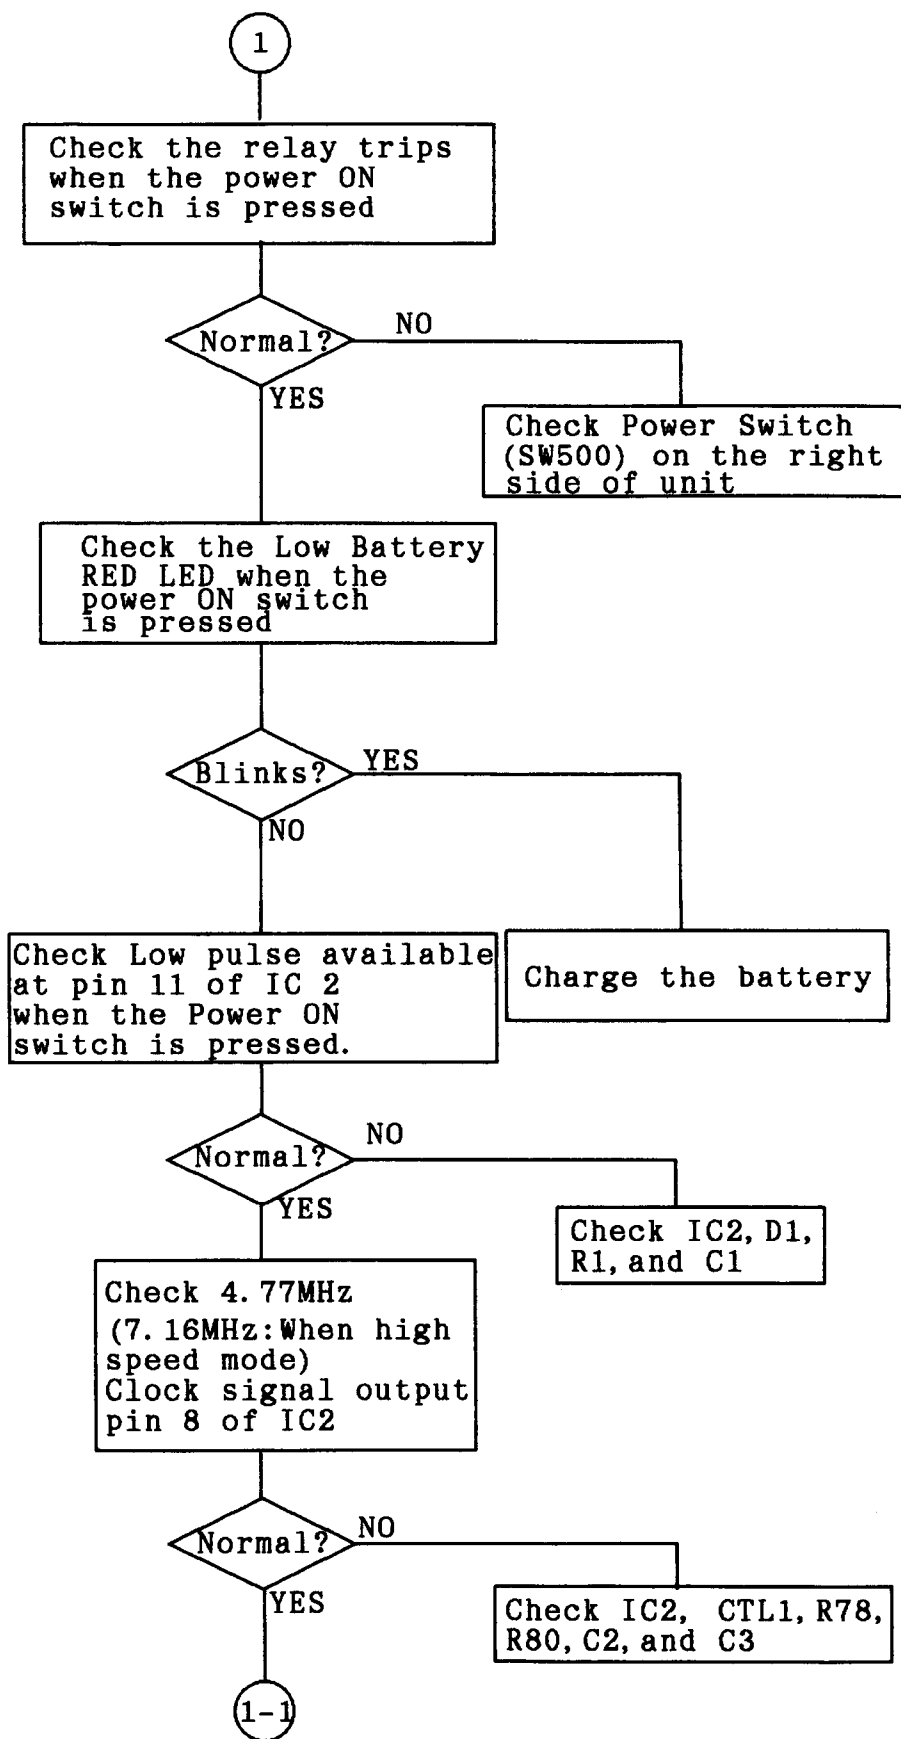 1
Check the relay trips
when the power ON
switch is pressed
Normal?
NO
YES
Check Power Switch
(SW500) on the right
side of unit
Check the Low Battery
RED LED when the
power ON switch
is pressed
Blinks?
YES
NO
Check Low pulse available
at pin 11 of IC 2
when the Power ON
switch is pressed.
Charge the battery
Normal?
NO
YES
Check IC2, D1,
R1, and C1
Check 4.77MHz
(7.16MHz:When high
speed mode)
Clock signal output
pin 8 of IC2
Normal?
NO
YES
Check IC2, CTL1, R78,
R80, C2, and C3
1-1